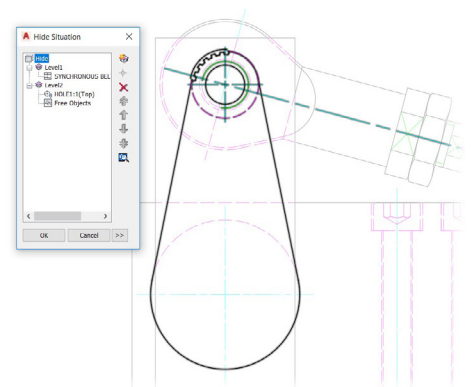 Hide Situation
Hide
Level1
SYNCHRONOUS BEL
Level2
HOLE1:1(Top)
Free Objects
OK
Cancel
>>